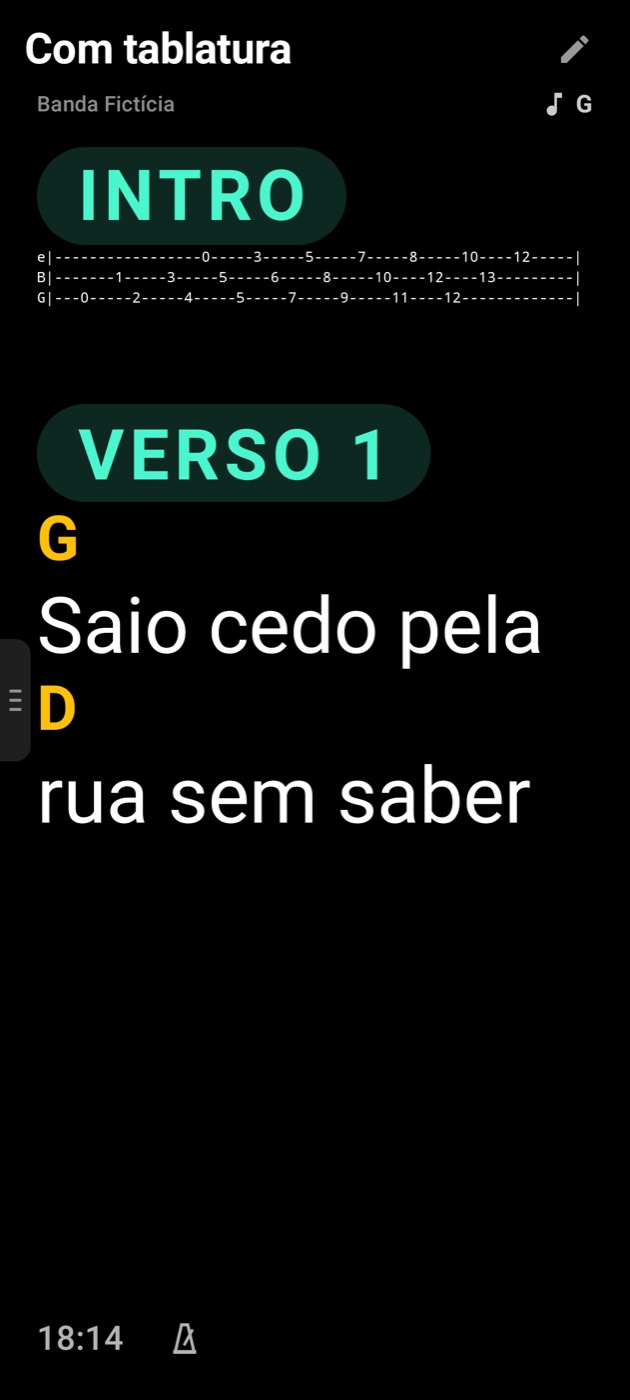 Com tablatura
Banda Fictícia
G
INTRO
e|-----------------0-----3-----5-----7-----8-----10----12-----|
B|-------1-----3-----5-----6-----8-----10----12----13---------|
G|---0-----2-----4-----5-----7-----9-----11----12-------------|
VERSO 1
G
Saio cedo pela
D
rua sem saber
18:14